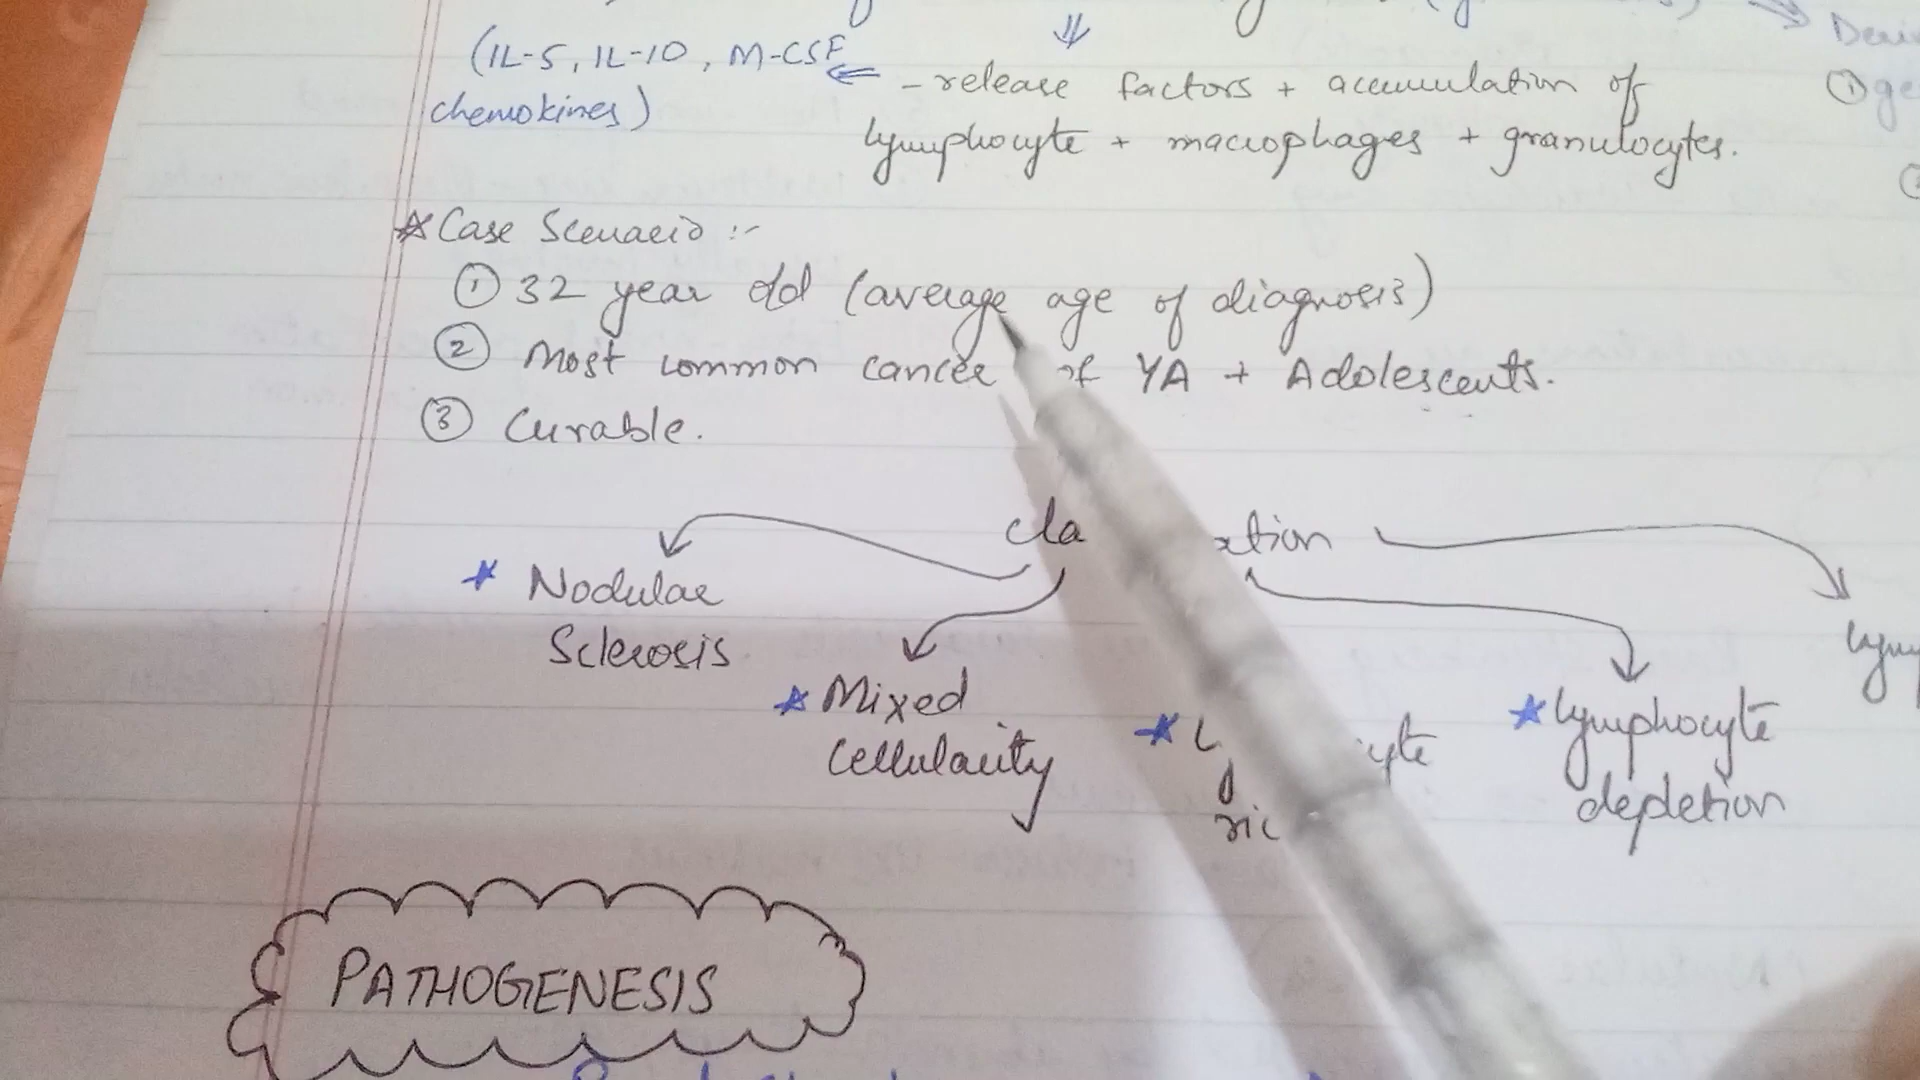 (IL-5, IL-10, M-CSF
chemokines)
- release factors + accumulation of
lymphocyte + macrophages + granulocytes.
Case Scenario :-
① 32 year old (average age of diagnosis)
② Most common cancer of YA + Adolescents.
③ Curable.
Nodular
Sclerosis
Mixed
Cellularity
lymphocyte
depletion
PATHOGENESIS